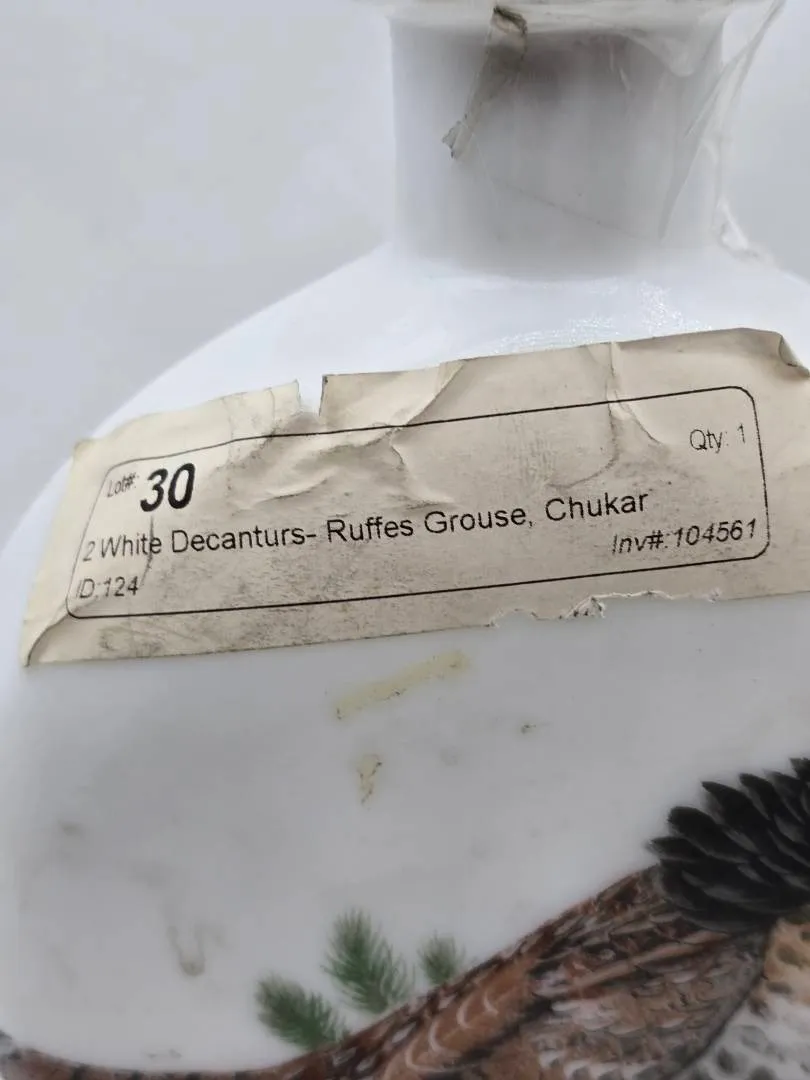 Lot#: 30 Qty: 1
2 White Decanturs- Ruffes Grouse, Chukar
ID:124 Inv#:104561